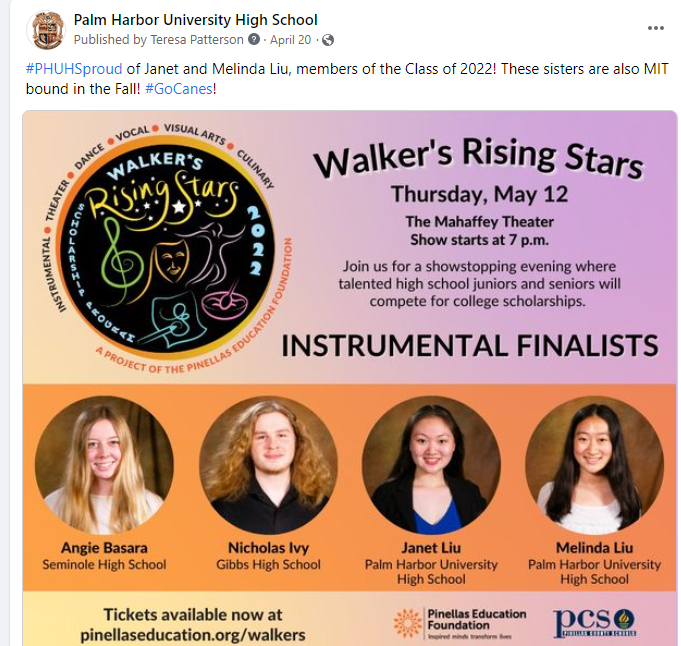 Palm Harbor University High School
Published by Teresa Patterson · April 20 ·
#PHUHSproud of Janet and Melinda Liu, members of the Class of 2022! These sisters are also MIT
bound in the Fall! #GoCanes!
INSTRUMENTAL • THEATER • DANCE • VOCAL • VISUAL ARTS • CULINARY
WALKER'S
Rising Stars
SCHOLARSHIP PROGRAM
2022
A PROJECT OF THE PINELLAS EDUCATION FOUNDATION
Walker's Rising Stars
Thursday, May 12
The Mahaffey Theater
Show starts at 7 p.m.
Join us for a showstopping evening where
talented high school juniors and seniors will
compete for college scholarships.
INSTRUMENTAL FINALISTS
Angie Basara
Seminole High School
Nicholas Ivy
Gibbs High School
Janet Liu
Palm Harbor University
High School
Melinda Liu
Palm Harbor University
High School
Tickets available now at
pinellaseducation.org/walkers
Pinellas Education
Foundation
Inspired minds transform lives
pcs
PINELLAS COUNTY SCHOOLS